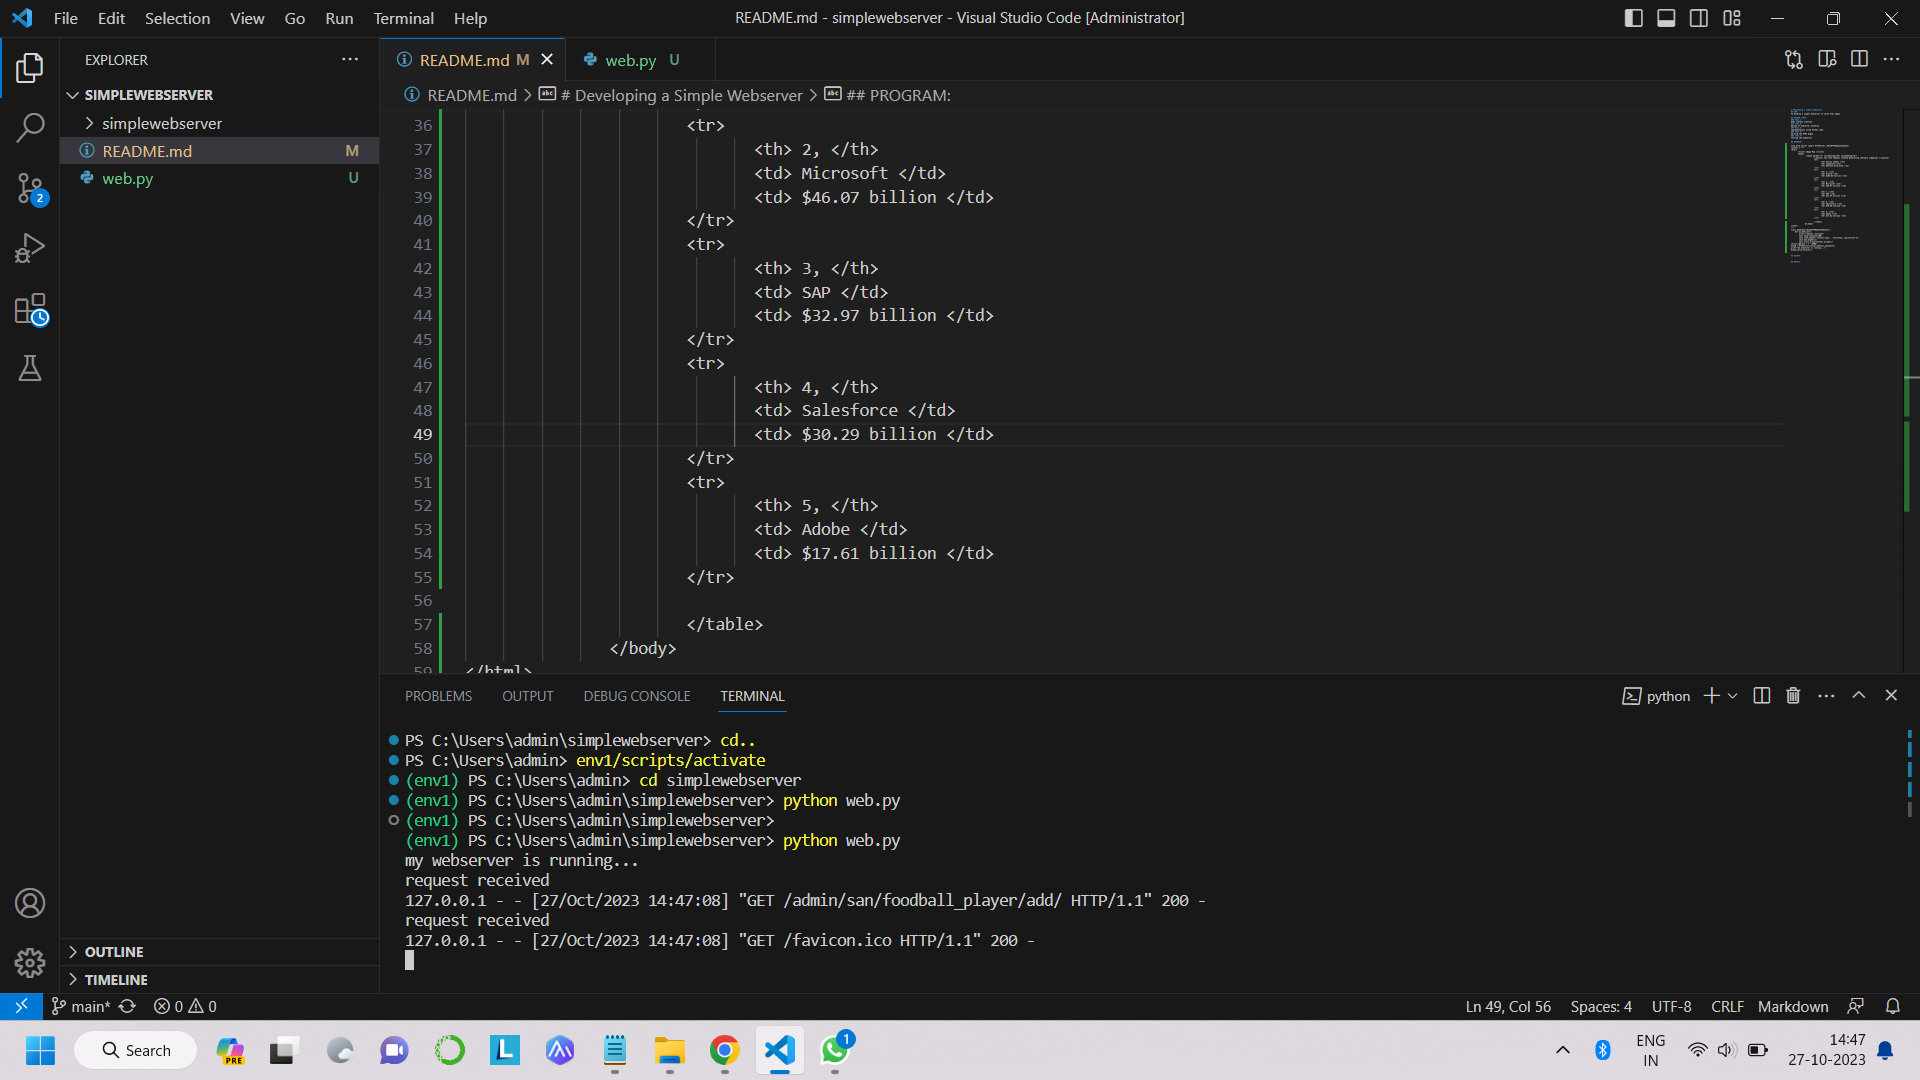 File Edit Selection View Go Run Terminal Help
README.md - simplewebserver - Visual Studio Code [Administrator]
EXPLORER
SIMPLEWEBSERVER
simplewebserver
README.md M
web.py U
OUTLINE
TIMELINE
README.md M
web.py U
README.md > # Developing a Simple Webserver > ## PROGRAM:
36 <tr>
37 <th> 2, </th>
38 <td> Microsoft </td>
39 <td> $46.07 billion </td>
40 </tr>
41 <tr>
42 <th> 3, </th>
43 <td> SAP </td>
44 <td> $32.97 billion </td>
45 </tr>
46 <tr>
47 <th> 4, </th>
48 <td> Salesforce </td>
49 <td> $30.29 billion </td>
50 </tr>
51 <tr>
52 <th> 5, </th>
53 <td> Adobe </td>
54 <td> $17.61 billion </td>
55 </tr>
56
57 </table>
58 </body>
59 </html>
PROBLEMS OUTPUT DEBUG CONSOLE TERMINAL
python
PS C:\Users\admin\simplewebserver> cd..
PS C:\Users\admin> env1/scripts/activate
(env1) PS C:\Users\admin> cd simplewebserver
(env1) PS C:\Users\admin\simplewebserver> python web.py
(env1) PS C:\Users\admin\simplewebserver>
(env1) PS C:\Users\admin\simplewebserver> python web.py
my webserver is running...
request received
127.0.0.1 - - [27/Oct/2023 14:47:08] "GET /admin/san/foodball_player/add/ HTTP/1.1" 200 -
request received
127.0.0.1 - - [27/Oct/2023 14:47:08] "GET /favicon.ico HTTP/1.1" 200 -
2
main* 0 0
Ln 49, Col 56 Spaces: 4 UTF-8 CRLF Markdown
Search
PRE
L
1
ENG
IN
14:47
27-10-2023